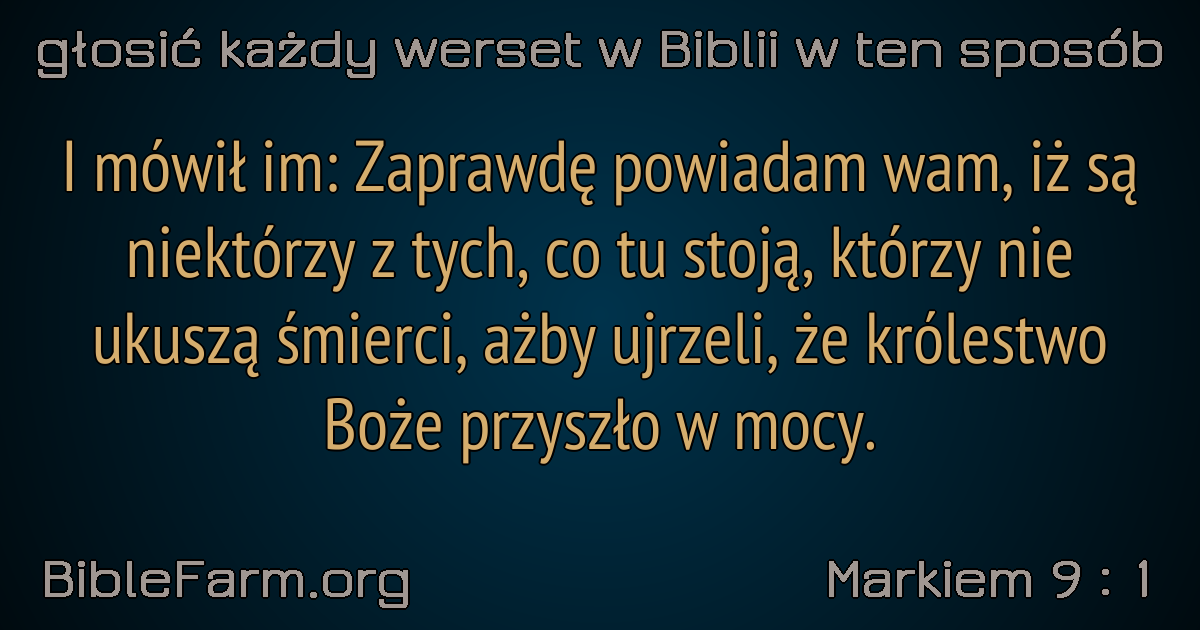 głosić każdy werset w Biblii w ten sposób
I mówił im: Zaprawdę powiadam wam, iż są
niektórzy z tych, co tu stoją, którzy nie
ukuszą śmierci, ażby ujrzeli, że królestwo
Boże przyszło w mocy.
BibleFarm.org
Markiem 9 : 1